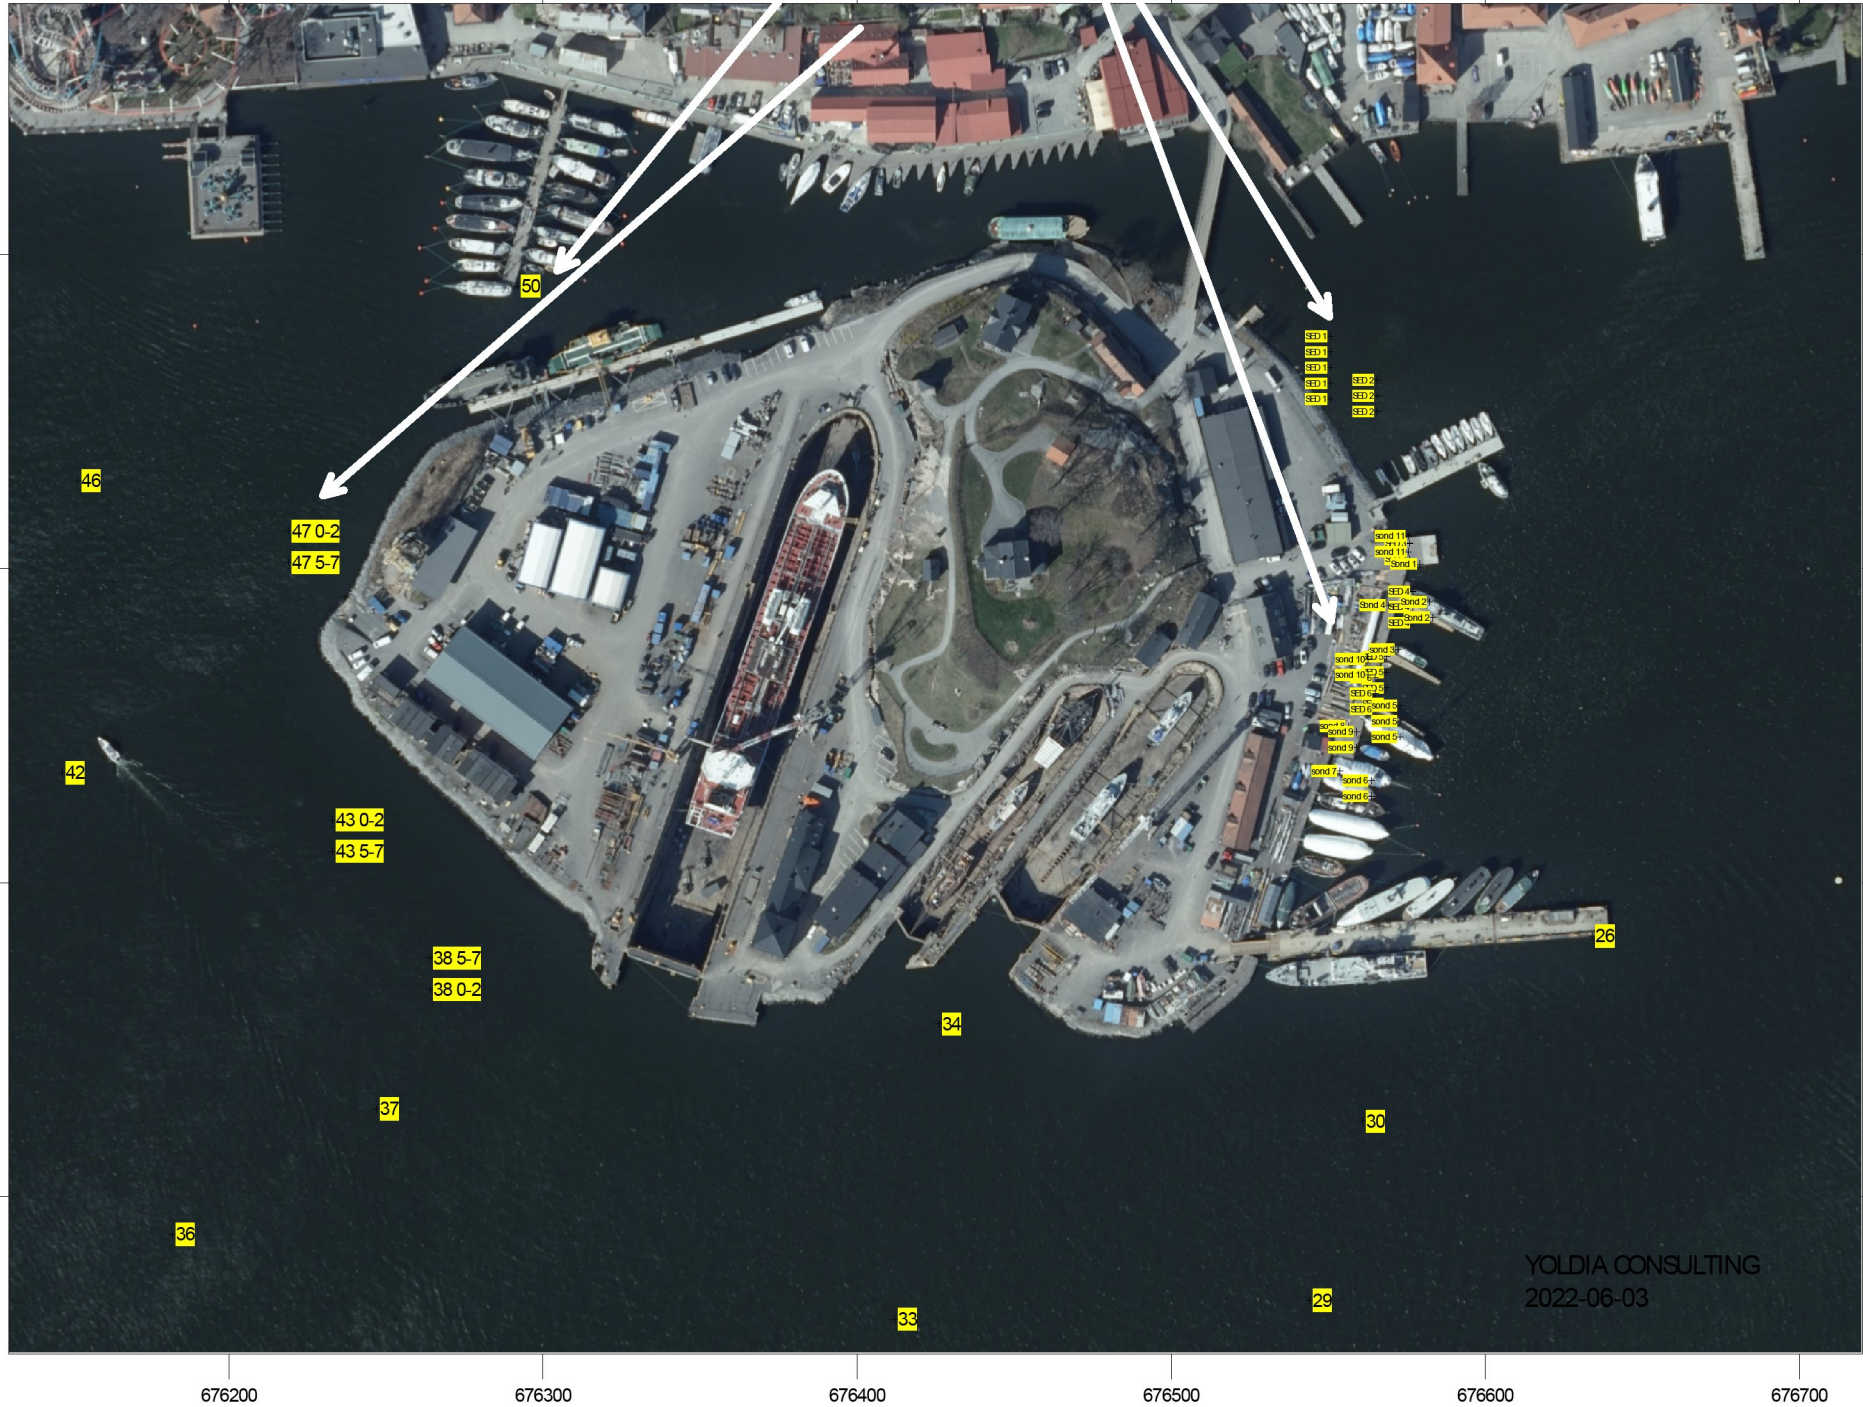 50
SED 1
SED 1
SED 1
SED 1
SED 1
SED 2
SED 2
SED 2
46
47 0-2
47 5-7
sond 11
sond 11
Sond 1
SED 4
Sond 4
Sond 2
Sond 2
sond 3
sond 10
sond 10
SED 6
SED 6
sond 5
sond 5
sond 5
sond 9
sond 9
sond 7
sond 6
sond 6
42
43 0-2
43 5-7
26
38 5-7
38 0-2
34
37
30
36
YOLDIA CONSULTING
2022-06-03
29
33
676200 676300 676400 676500 676600 676700